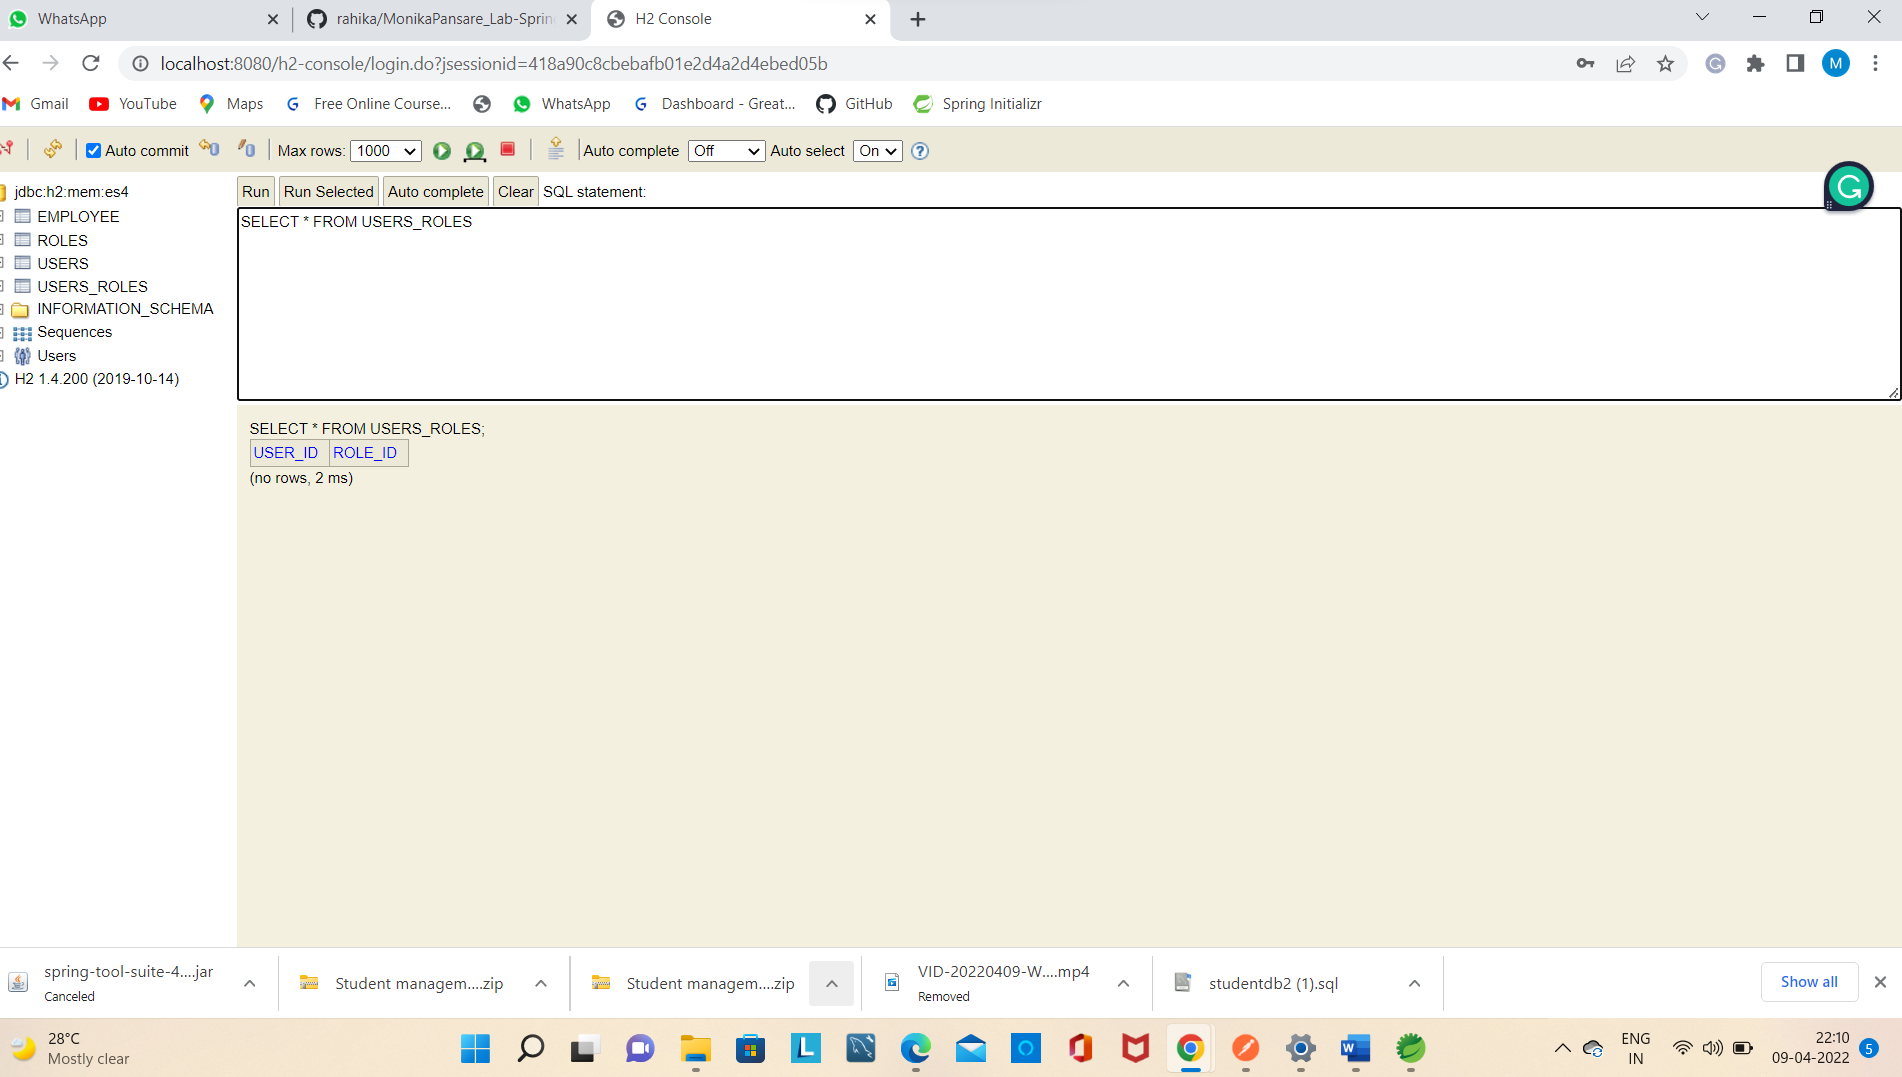 WhatsApp
rahika/MonikaPansare_Lab-Sprin
H2 Console
localhost:8080/h2-console/login.do?jsessionid=418a90c8cbebafb01e2d4a2d4ebed05b
M
Gmail
YouTube
Maps
Free Online Course...
WhatsApp
Dashboard - Great...
GitHub
Spring Initializr
Auto commit
Max rows: 1000
Auto complete Off
Auto select On
jdbc:h2:mem:es4
EMPLOYEE
ROLES
USERS
USERS_ROLES
INFORMATION_SCHEMA
Sequences
Users
H2 1.4.200 (2019-10-14)
Run Run Selected Auto complete Clear SQL statement:
SELECT * FROM USERS_ROLES
SELECT * FROM USERS_ROLES;
USER_ID ROLE_ID
(no rows, 2 ms)
spring-tool-suite-4....jar
Canceled
Student managem....zip
Student managem....zip
VID-20220409-W....mp4
Removed
studentdb2 (1).sql
Show all
28°C
Mostly clear
ENG
IN
22:10
09-04-2022
5